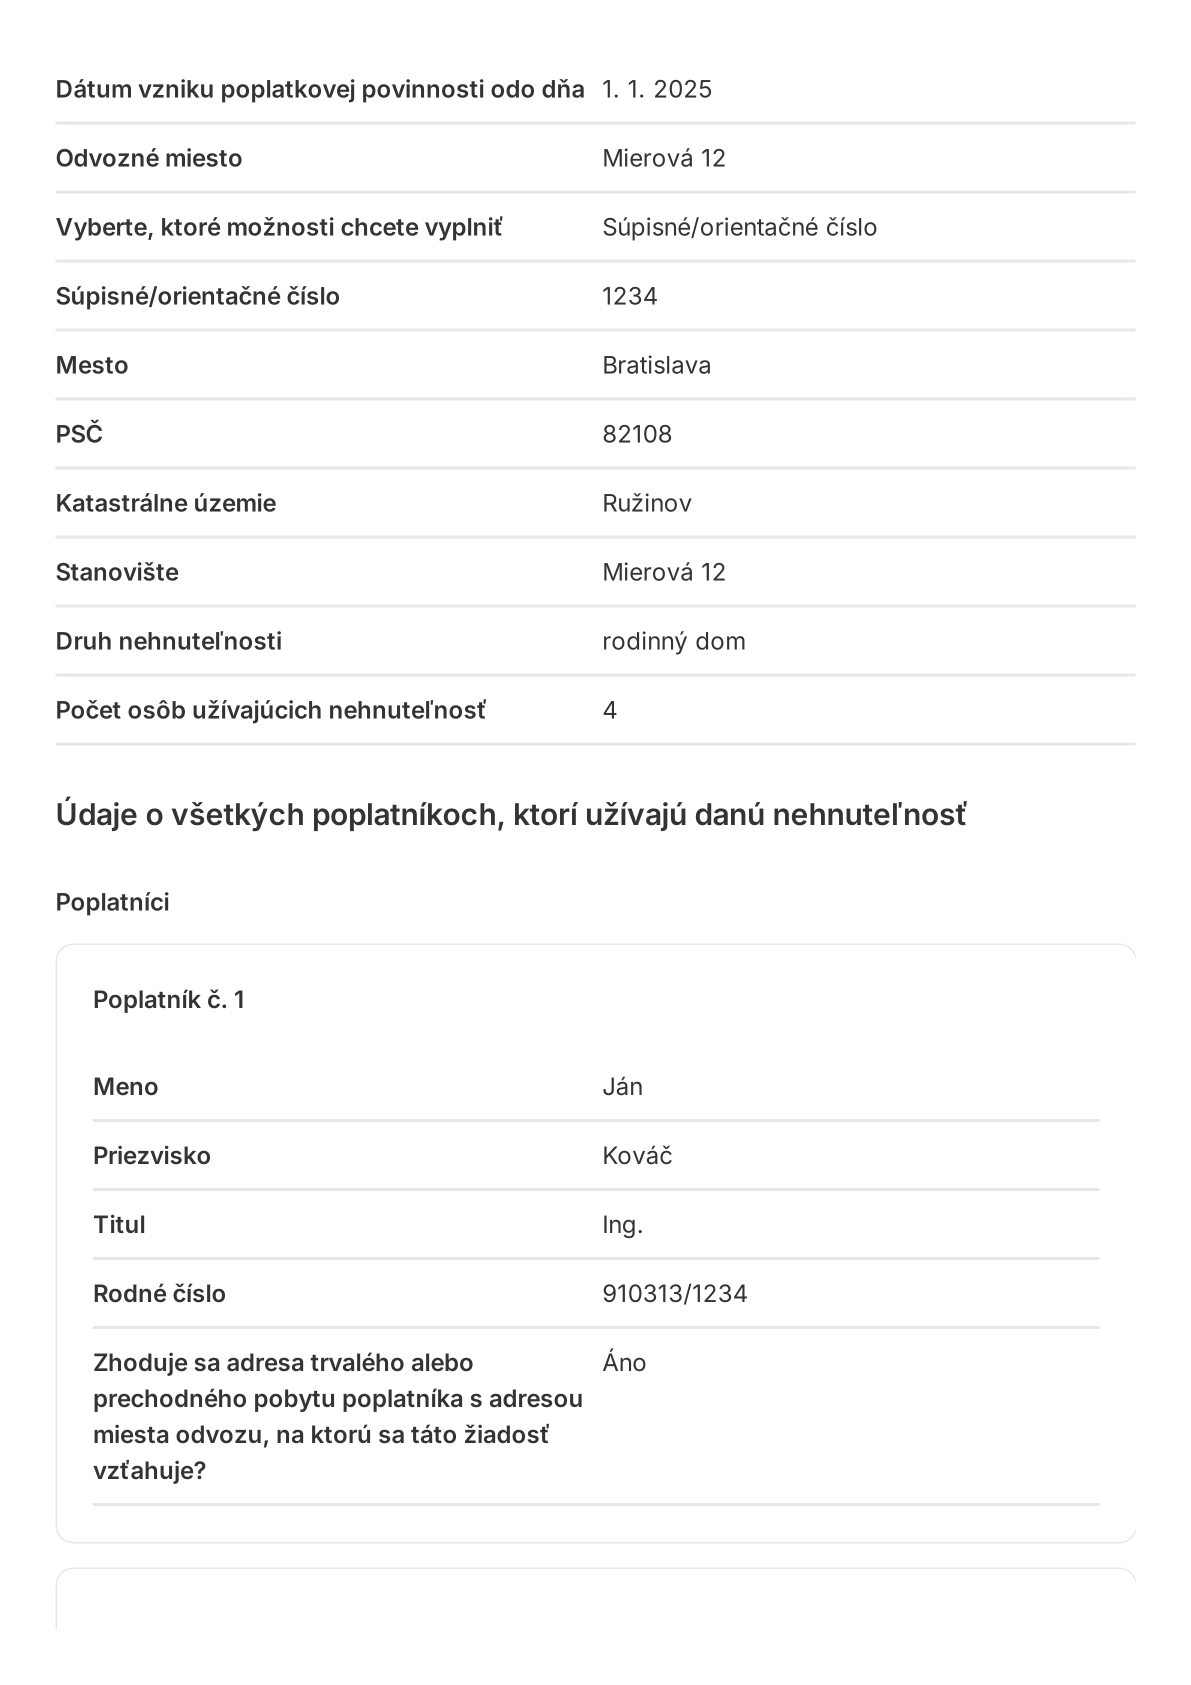 Dátum vzniku poplatkovej povinnosti odo dňa 1. 1. 2025
Odvozné miesto Mierová 12
Vyberte, ktoré možnosti chcete vyplniť Súpisné/orientačné číslo
Súpisné/orientačné číslo 1234
Mesto Bratislava
PSČ 82108
Katastrálne územie Ružinov
Stanovište Mierová 12
Druh nehnuteľnosti rodinný dom
Počet osôb užívajúcich nehnuteľnosť 4
Údaje o všetkých poplatníkoch, ktorí užívajú danú nehnuteľnosť
Poplatníci
Poplatník č. 1
Meno Ján
Priezvisko Kováč
Titul Ing.
Rodné číslo 910313/1234
Zhoduje sa adresa trvalého alebo Áno
prechodného pobytu poplatníka s adresou
miesta odvozu, na ktorú sa táto žiadosť
vzťahuje?